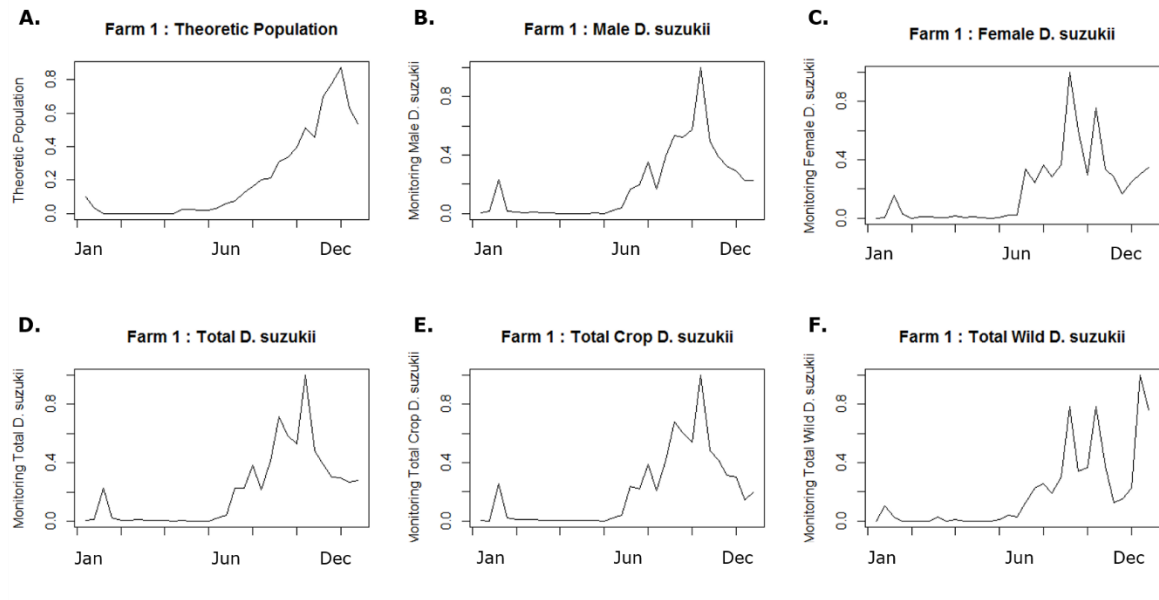 A.
Farm 1 : Theoretic Population
Theoretic Population
0.0
0.2
0.4
0.6
0.8
Jan
Jun
Dec
B.
Farm 1 : Male D. suzukii
Monitoring Male D. suzukii
0.0
0.4
0.8
Jan
Jun
Dec
C.
Farm 1 : Female D. suzukii
Monitoring Female D. suzukii
0.0
0.4
0.8
Jan
Jun
Dec
D.
Farm 1 : Total D. suzukii
Monitoring Total D. suzukii
0.0
0.4
0.8
Jan
Jun
Dec
E.
Farm 1 : Total Crop D. suzukii
Monitoring Total Crop D. suzukii
0.0
0.4
0.8
Jan
Jun
Dec
F.
Farm 1 : Total Wild D. suzukii
Monitoring Total Wild D. suzukii
0.0
0.4
0.8
Jan
Jun
Dec